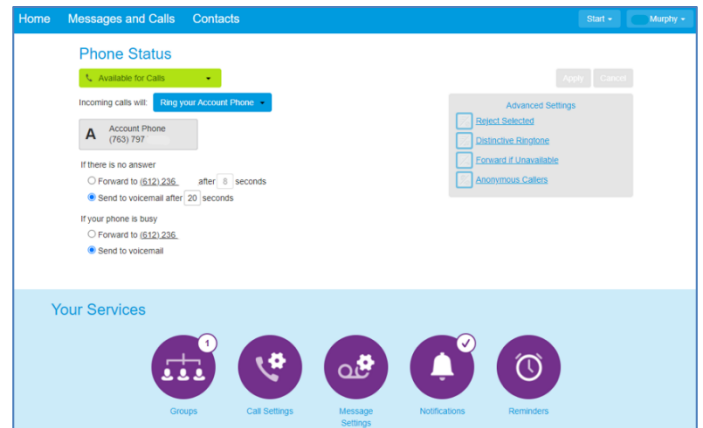 Home Messages and Calls Contacts Start Murphy
Phone Status
Available for Calls
Apply Cancel
Incoming calls will: Ring your Account Phone
Advanced Settings
Reject Selected
A Account Phone
(763) 797
Distinctive Ringtone
Forward if Unavailable
Anonymous Callers
If there is no answer
Forward to (612) 236 after 8 seconds
Send to voicemail after 20 seconds
If your phone is busy
Forward to (612) 236
Send to voicemail
Your Services
1
Groups Call Settings Message Settings Notifications Reminders